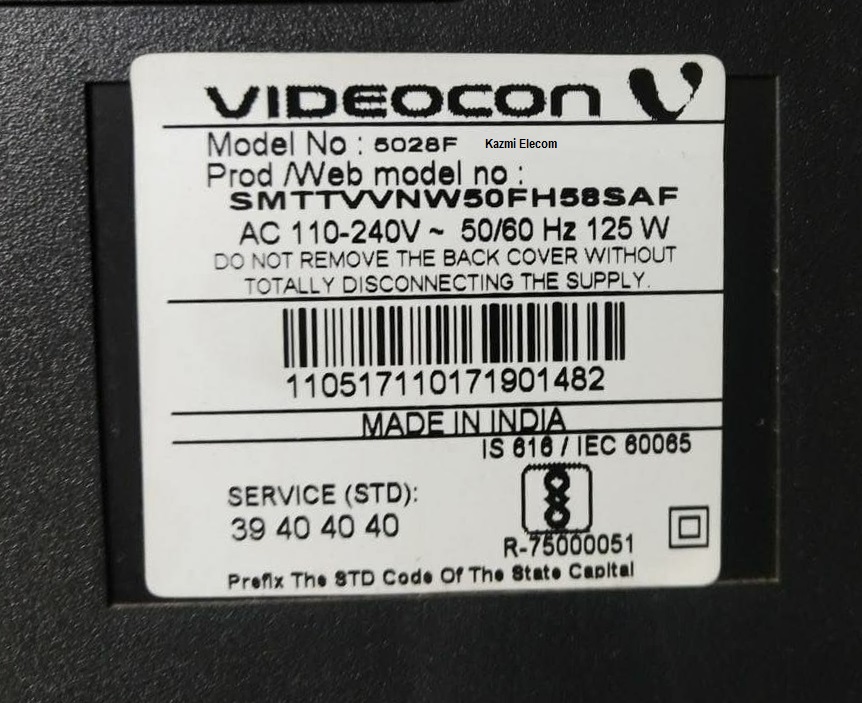 VIDEOCON
Model No : 5028F Kazmi Elecom
Prod /Web model no :
SMTTVVNW50FH58SAF
AC 110-240V ~ 50/60 Hz 125 W
DO NOT REMOVE THE BACK COVER WITHOUT
TOTALLY DISCONNECTING THE SUPPLY.
110517110171901482
MADE IN INDIA
IS 616 / IEC 60065
SERVICE (STD):
39 40 40 40
R-75000051
Prefix The STD Code Of The State Capital